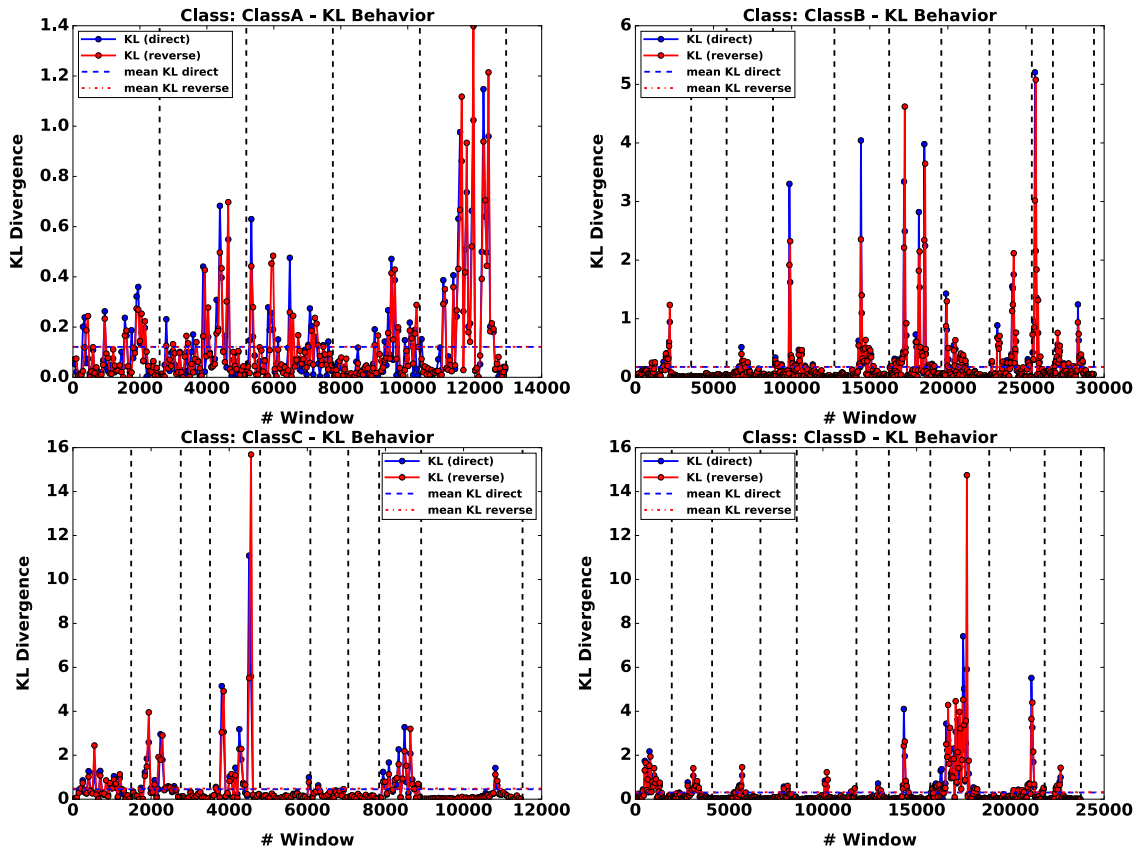 Class: ClassA - KL Behavior
KL (direct)
KL (reverse)
mean KL direct
mean KL reverse
KL Divergence
1.4
1.2
1.0
0.8
0.6
0.4
0.2
0.0
0
2000
4000
6000
8000
10000
12000
14000
# Window
Class: ClassB - KL Behavior
KL (direct)
KL (reverse)
mean KL direct
mean KL reverse
KL Divergence
6
5
4
3
2
1
0
0
5000
10000
15000
20000
25000
30000
# Window
Class: ClassC - KL Behavior
KL (direct)
KL (reverse)
mean KL direct
mean KL reverse
KL Divergence
16
14
12
10
8
6
4
2
0
0
2000
4000
6000
8000
10000
12000
# Window
Class: ClassD - KL Behavior
KL (direct)
KL (reverse)
mean KL direct
mean KL reverse
KL Divergence
16
14
12
10
8
6
4
2
0
0
5000
10000
15000
20000
25000
# Window